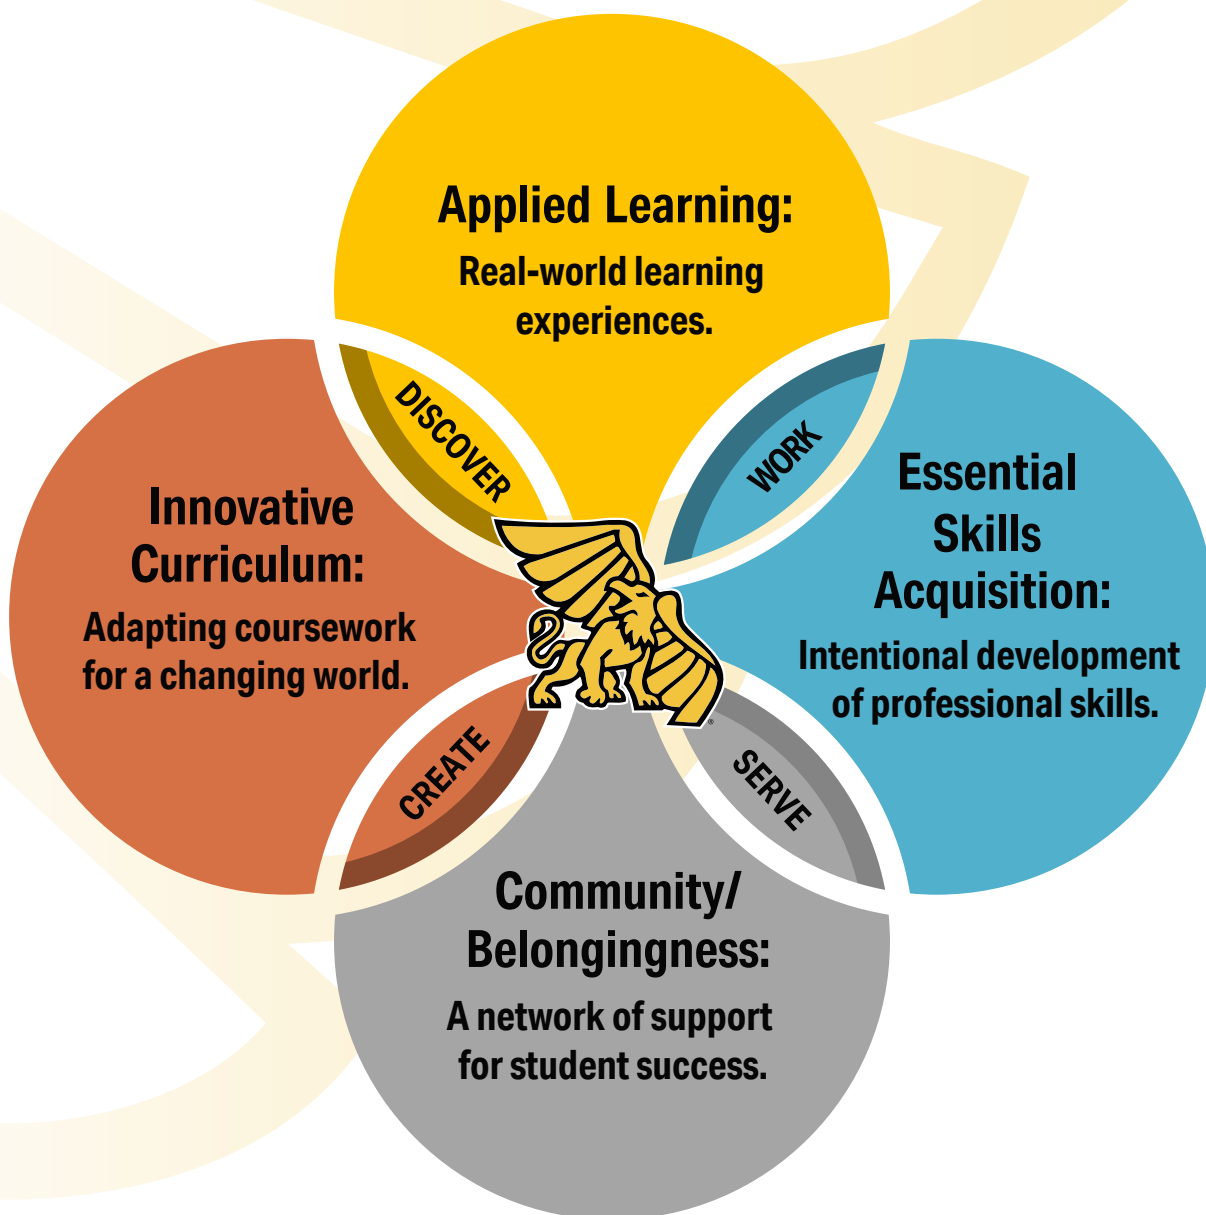 Applied Learning:
Real-world learning
experiences.
DISCOVER
WORK
Innovative
Curriculum:
Adapting coursework
for a changing world.
Essential
Skills
Acquisition:
Intentional development
of professional skills.
CREATE
SERVE
Community/
Belongingness:
A network of support
for student success.
®